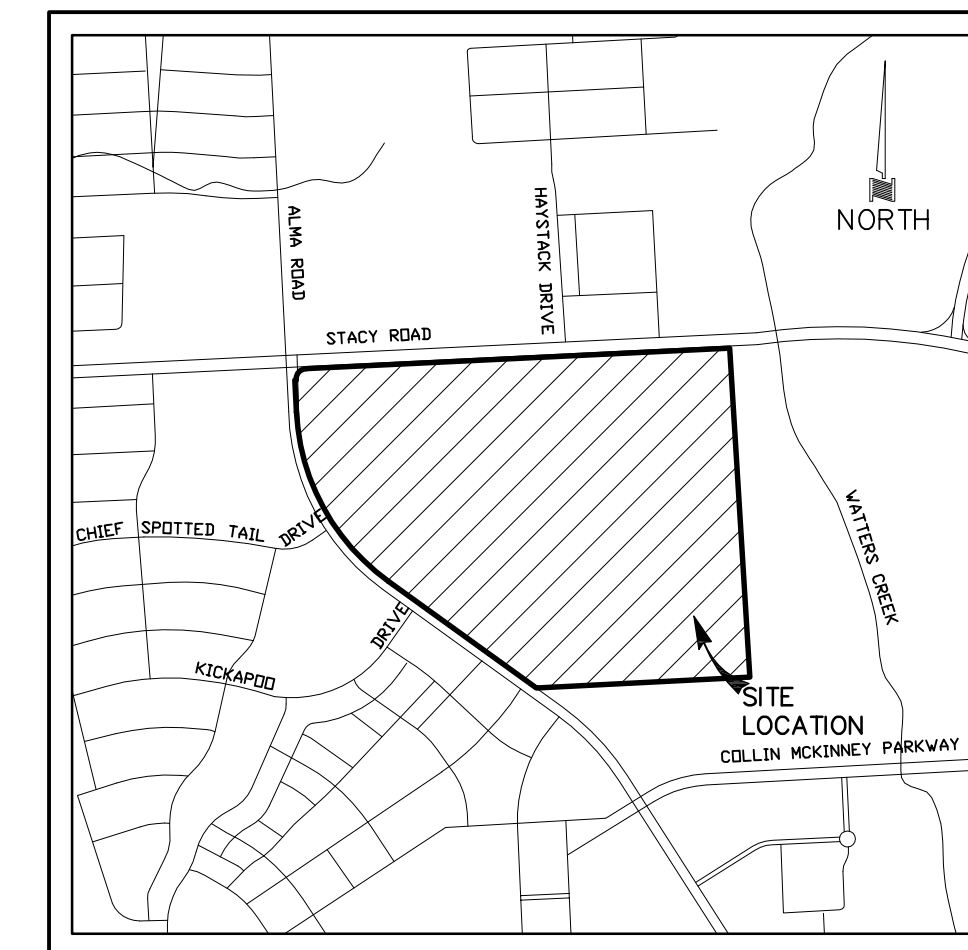 NORTH
ALMA ROAD
HAYSTACK DRIVE
STACY ROAD
CHIEF SPOTTED TAIL DRIVE
WATTERS CREEK
DRIVE
KICKAPOO
SITE
LOCATION
COLLIN MCKINNEY PARKWAY